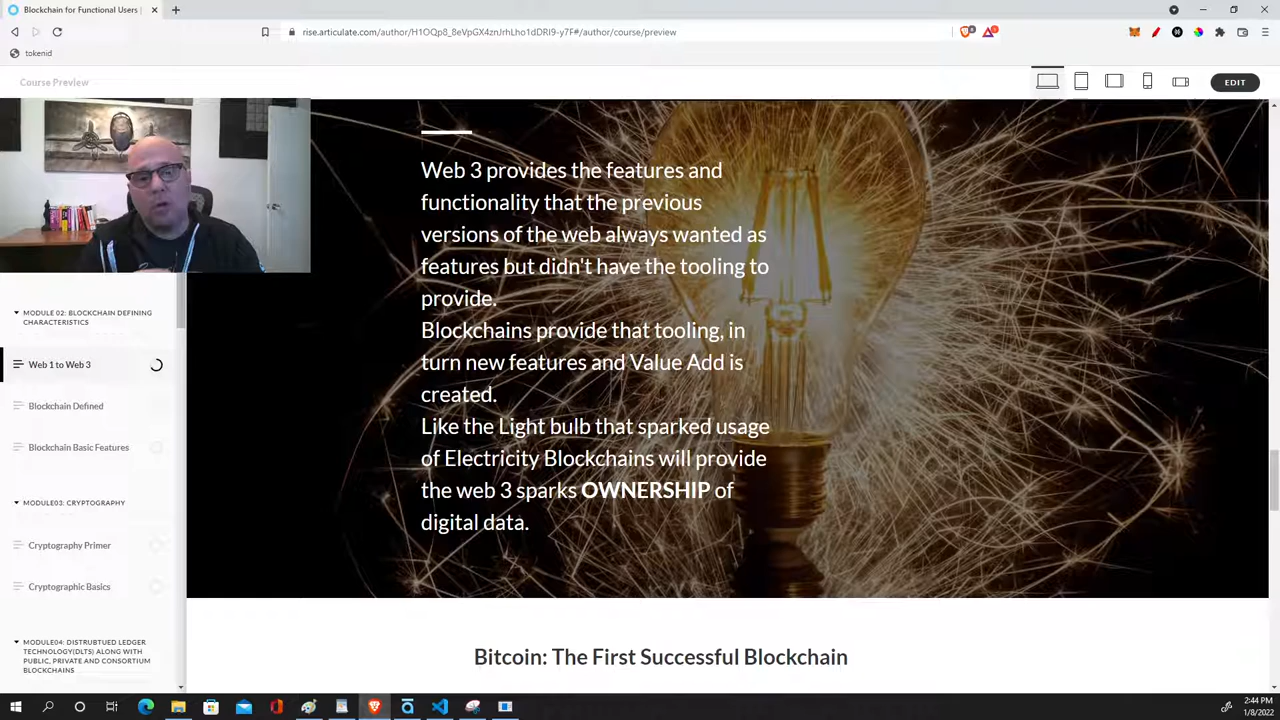 Blockchain for Functional Users |
rise.articulate.com/author/H1OQp8_8eVpGX4znJrhLho1dDRI9-y7F#/author/course/preview
tokenid
Course Preview
EDIT
Web 3 provides the features and
functionality that the previous
versions of the web always wanted as
features but didn't have the tooling to
provide.
Blockchains provide that tooling, in
turn new features and Value Add is
created.
Like the Light bulb that sparked usage
of Electricity Blockchains will provide
the web 3 sparks OWNERSHIP of
digital data.
Bitcoin: The First Successful Blockchain
MODULE 02: BLOCKCHAIN DEFINING
CHARACTERISTICS
Web 1 to Web 3
Blockchain Defined
Blockchain Basic Features
MODULE03: CRYPTOGRAPHY
Cryptography Primer
Cryptographic Basics
MODULE04: DISTRUBTUED LEDGER
TECHNOLOGY(DLTS) ALONG WITH
PUBLIC, PRIVATE AND CONSORTIUM
BLOCKCHAINS
2:44 PM
1/8/2022